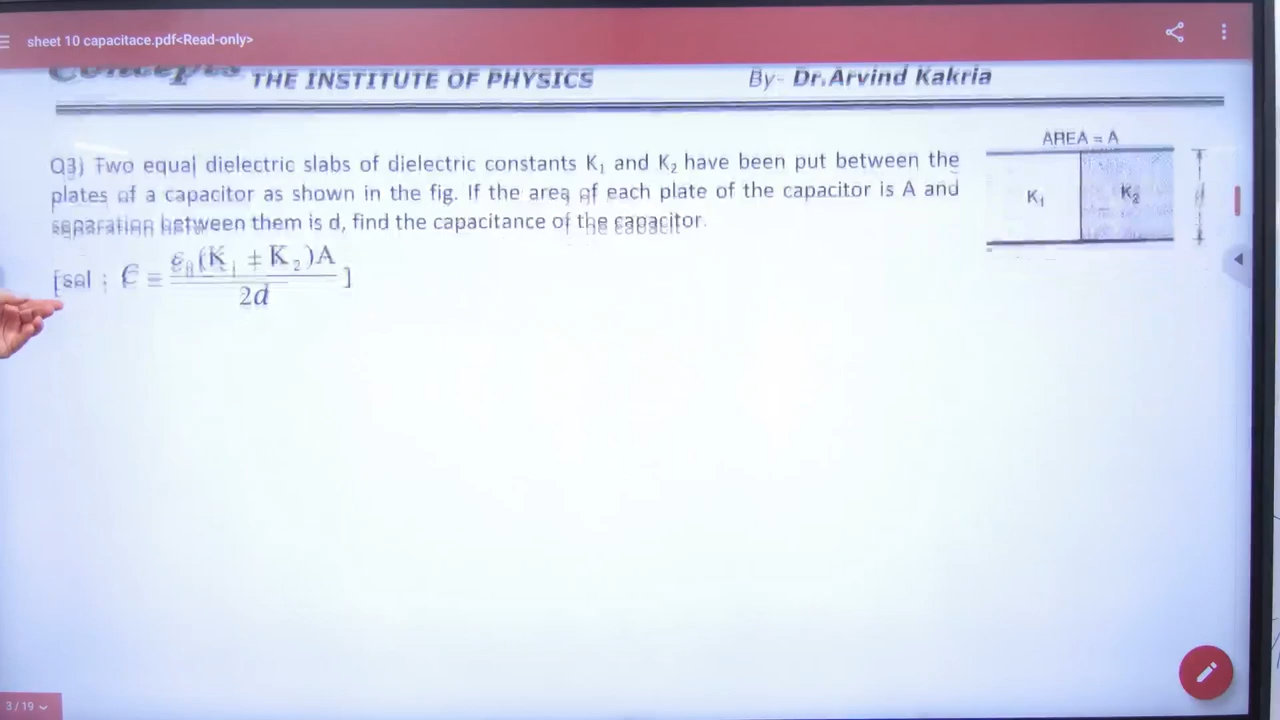 sheet 10 capacitace.pdf<Read-only>
Concepts THE INSTITUTE OF PHYSICS By- Dr.Arvind Kakria
AREA = A
Q3) Two equal dielectric slabs of dielectric constants K₁ and K₂ have been put between the
plates of a capacitor as shown in the fig. If the area of each plate of the capacitor is A and
separation between them is d, find the capacitance of the capacitor.
K₁ K₂
[sol : C = ε₀(K₁ + K₂)A / 2d ]
3 / 19